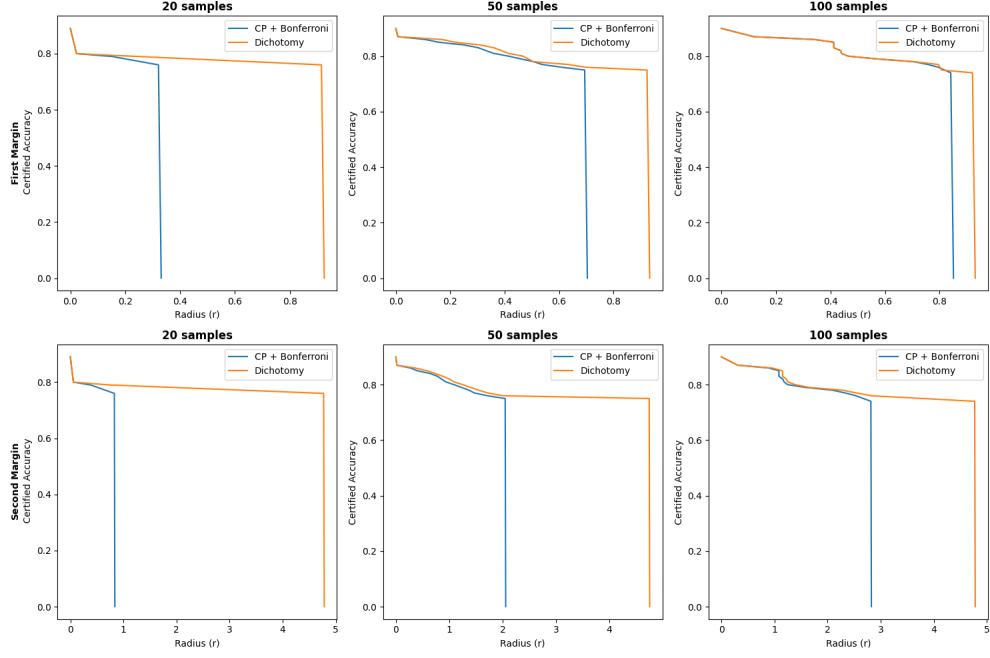 20 samples
50 samples
100 samples
CP + Bonferroni
Dichotomy
CP + Bonferroni
Dichotomy
CP + Bonferroni
Dichotomy
First Margin
Certified Accuracy
Certified Accuracy
Certified Accuracy
0.8
0.6
0.4
0.2
0.0
0.8
0.6
0.4
0.2
0.0
0.8
0.6
0.4
0.2
0.0
0.0 0.2 0.4 0.6 0.8
0.0 0.2 0.4 0.6 0.8
0.0 0.2 0.4 0.6 0.8
Radius (r)
Radius (r)
Radius (r)
20 samples
50 samples
100 samples
CP + Bonferroni
Dichotomy
CP + Bonferroni
Dichotomy
CP + Bonferroni
Dichotomy
Second Margin
Certified Accuracy
Certified Accuracy
Certified Accuracy
0.8
0.6
0.4
0.2
0.0
0.8
0.6
0.4
0.2
0.0
0.8
0.6
0.4
0.2
0.0
0 1 2 3 4 5
0 1 2 3 4
0 1 2 3 4 5
Radius (r)
Radius (r)
Radius (r)